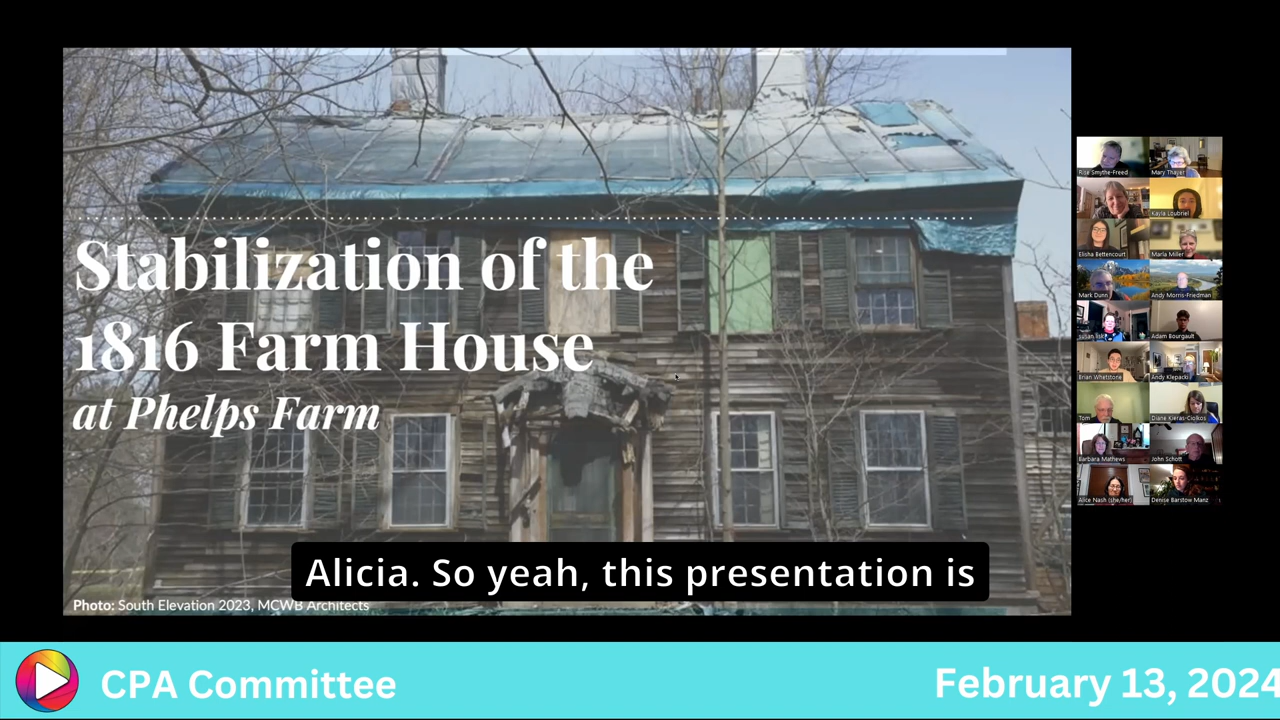 Stabilization of the
1816 Farm House
at Phelps Farm
Alicia. So yeah, this presentation is
Photo: South Elevation 2023, MCWB Architects
Rise Smythe-Freed
Mary Thayer
Kayla Loubriel
Elisha Bettencourt
Marla Miller
Mark Dunn
Andy Morris-Friedman
Adam Bourgault
Brian Whetstone
Andy Klepacki
Tom
Diane Kieras-Ciolkos
Barbara Mathews
John Schott
Alice Nash (she/her)
Denise Barstow Manz
CPA Committee
February 13, 2024